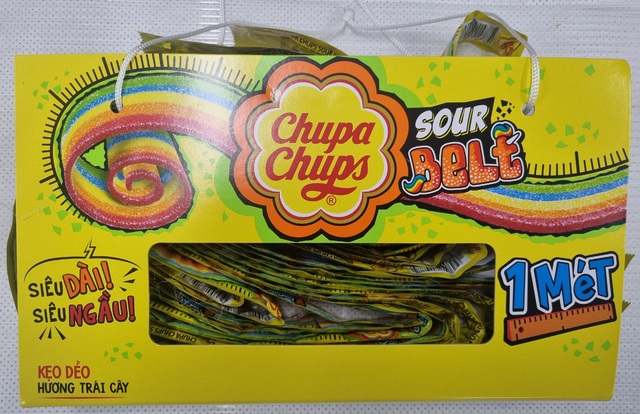 Chupa
Chups
®
SOUR
BELT
SIÊU DÀI!
SIÊU NGẦU!
1 MéT
KẸO DẺO
HƯƠNG TRÁI CÂY